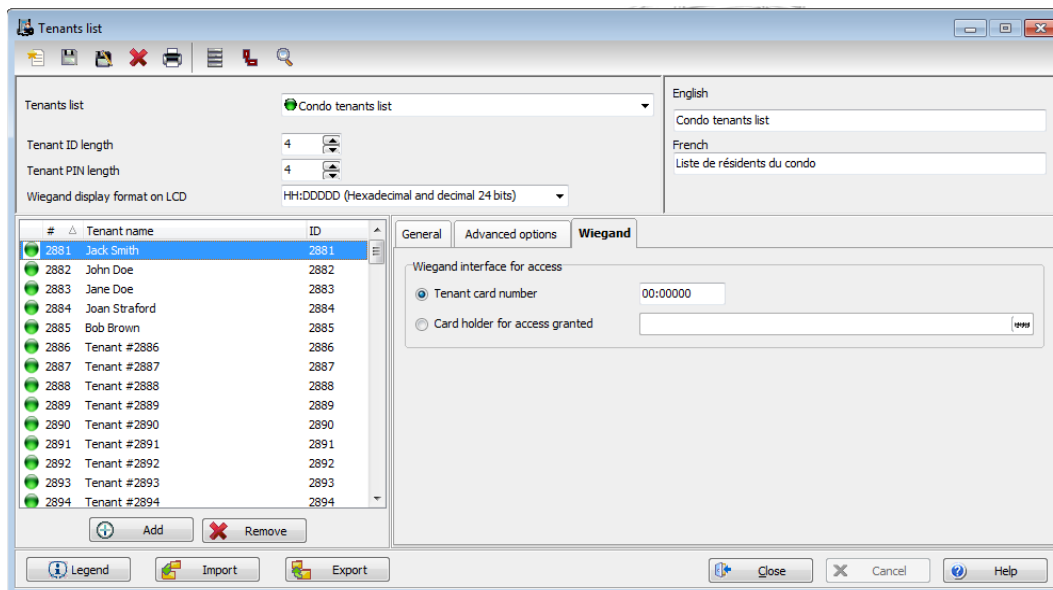 Tenants list
Tenants list
Condo tenants list
English
Condo tenants list
Tenant ID length
4
French
Liste de résidents du condo
Tenant PIN length
4
Wiegand display format on LCD
HH:DDDDD (Hexadecimal and decimal 24 bits)
# Tenant name ID
2881 Jack Smith 2881
2882 John Doe 2882
2883 Jane Doe 2883
2884 Joan Straford 2884
2885 Bob Brown 2885
2886 Tenant #2886 2886
2887 Tenant #2887 2887
2888 Tenant #2888 2888
2889 Tenant #2889 2889
2890 Tenant #2890 2890
2891 Tenant #2891 2891
2892 Tenant #2892 2892
2893 Tenant #2893 2893
2894 Tenant #2894 2894
Add Remove
General Advanced options Wiegand
Wiegand interface for access
Tenant card number 00:00000
Card holder for access granted
Legend Import Export Close Cancel Help